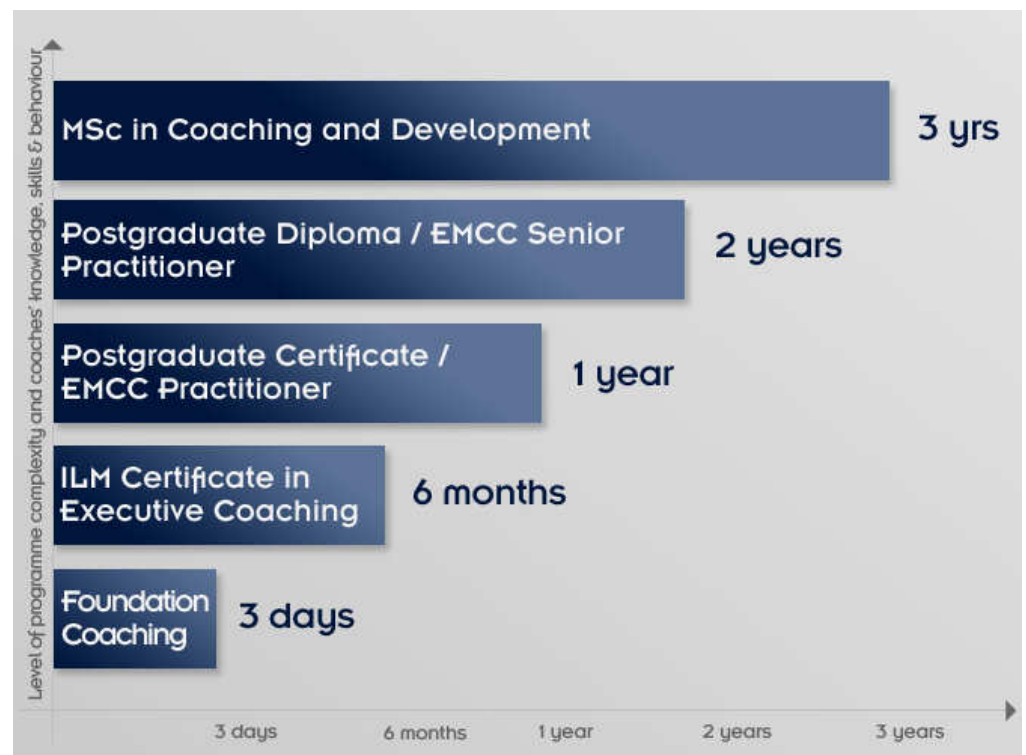 Level of programme complexity and coaches' knowledge, skills & behaviour
MSc in Coaching and Development
3 yrs
Postgraduate Diploma / EMCC Senior
Practitioner
2 years
Postgraduate Certificate /
EMCC Practitioner
1 year
ILM Certificate in
Executive Coaching
6 months
Foundation
Coaching
3 days
3 days
6 months
1 year
2 years
3 years